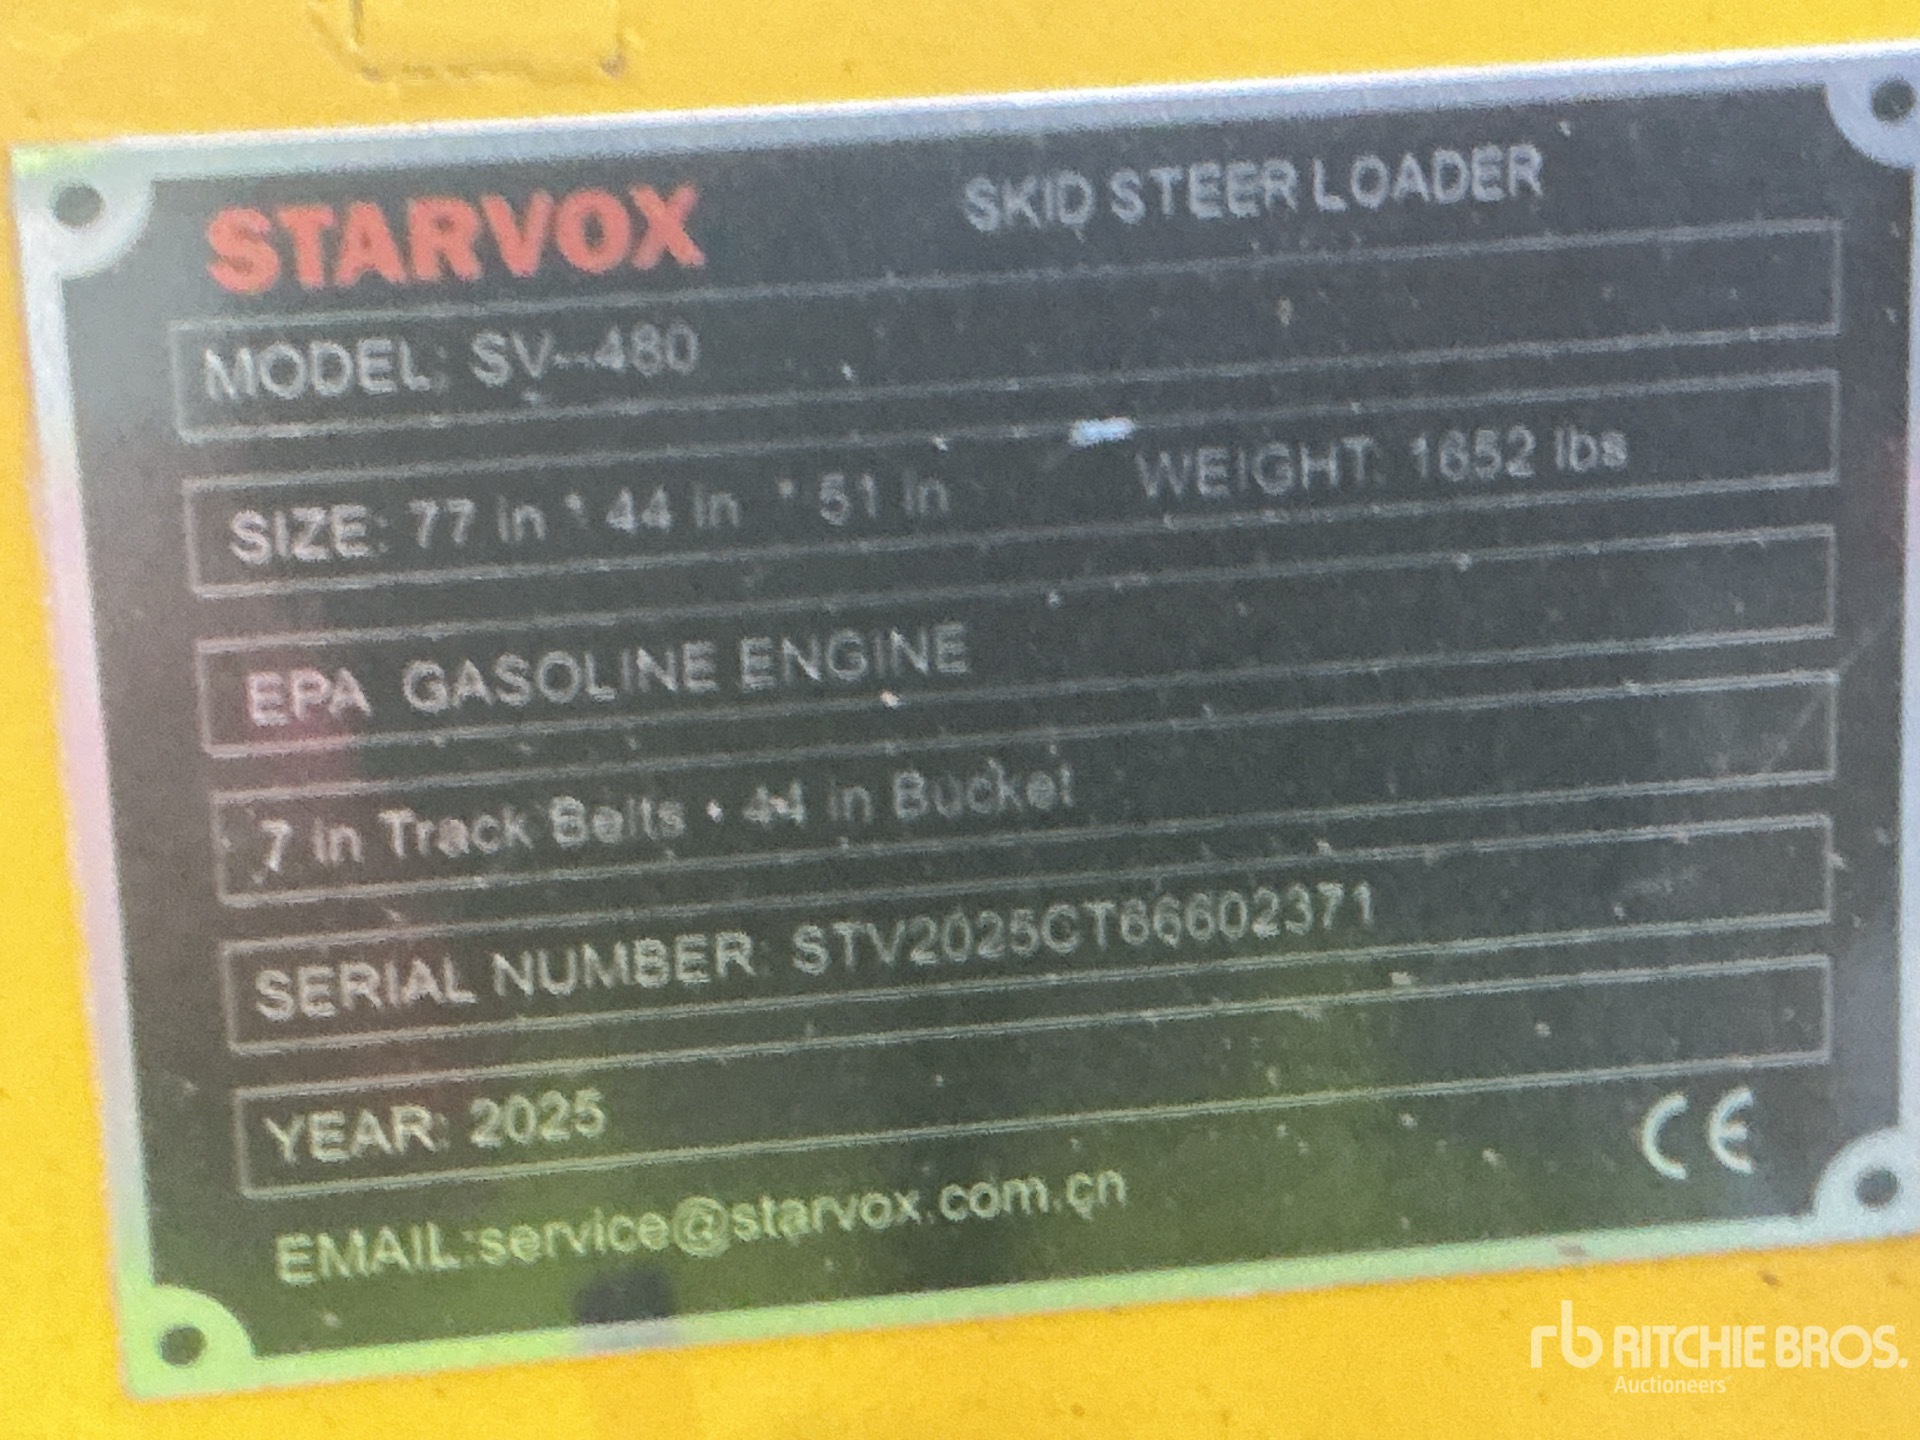 STARVOX SKID STEER LOADER
MODEL: SV-480
SIZE: 77 in * 44 in * 51 in WEIGHT: 1652 lbs
EPA GASOLINE ENGINE
7 in Track Belts • 44 in Bucket
SERIAL NUMBER: STV2025CT66602371
YEAR: 2025
CE
EMAIL:service@starvox.com.cn
rb RITCHIE BROS.
Auctioneers